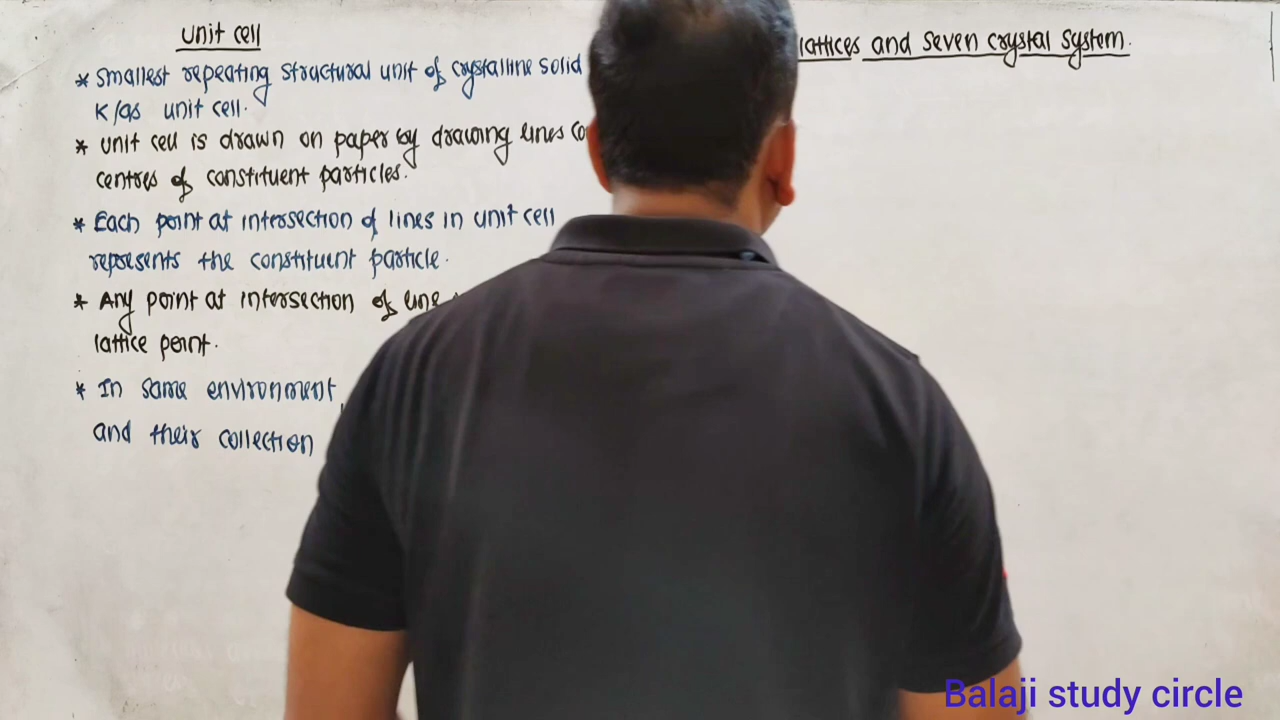 unit cell
* smallest repeating structural unit of crystalline solid
K/as unit cell.
* unit cell is drawn on paper by drawing lines
centres of constituent particles.
* Each point at intersection of lines in unit cell
represents the constituent particle.
* Any point at intersection of line
lattice point.
* In same environment
and their collection
lattices and seven crystal system.
Balaji study circle